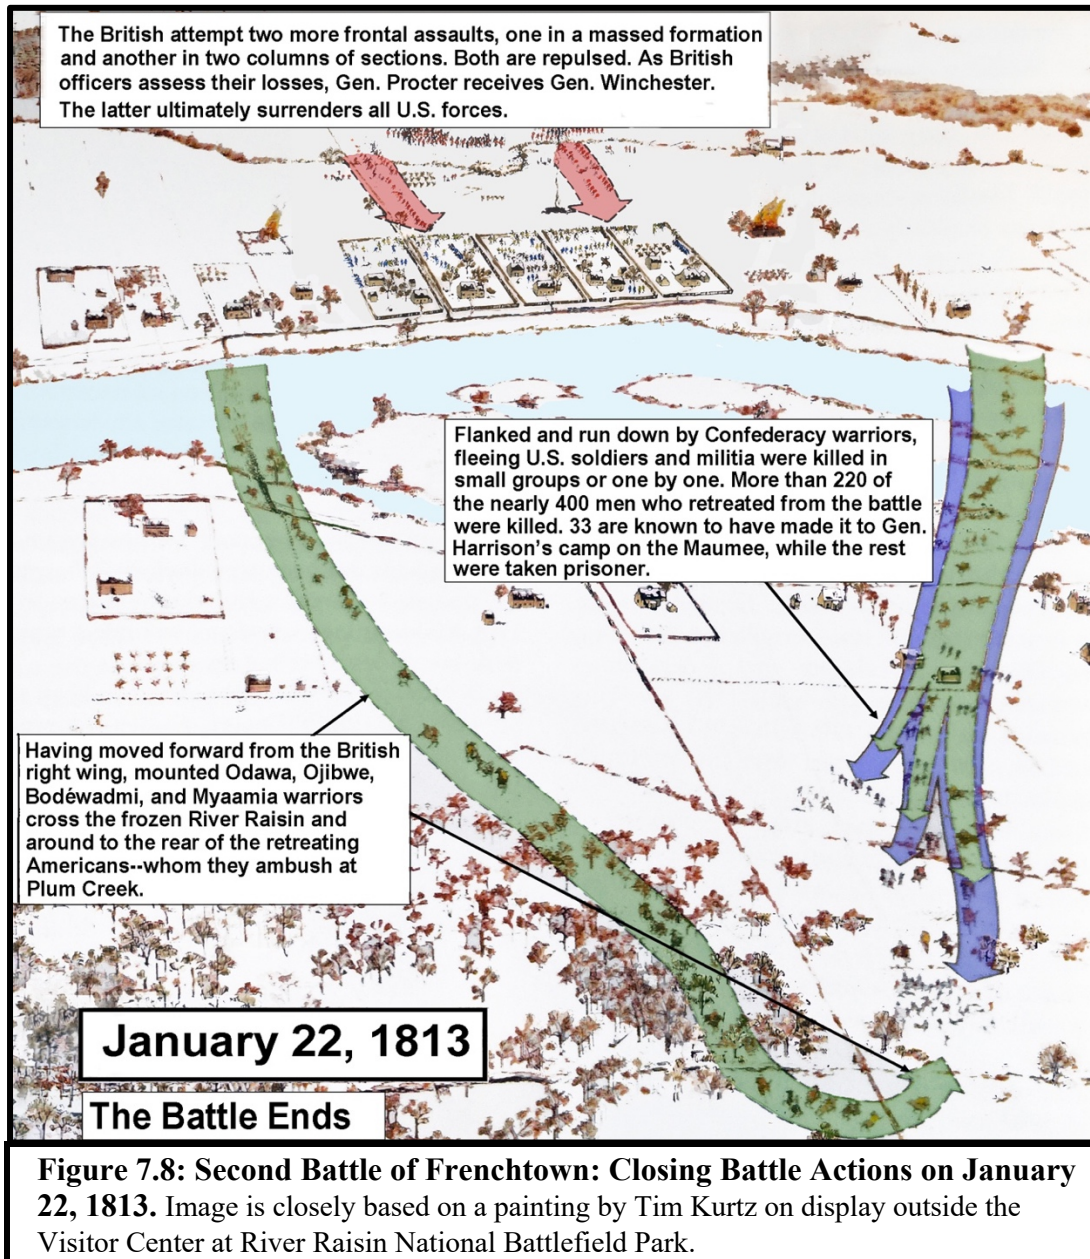 The British attempt two more frontal assaults, one in a massed formation
and another in two columns of sections. Both are repulsed. As British
officers assess their losses, Gen. Procter receives Gen. Winchester.
The latter ultimately surrenders all U.S. forces.
Flanked and run down by Confederacy warriors,
fleeing U.S. soldiers and militia were killed in
small groups or one by one. More than 220 of
the nearly 400 men who retreated from the battle
were killed. 33 are known to have made it to Gen.
Harrison's camp on the Maumee, while the rest
were taken prisoner.
Having moved forward from the British
right wing, mounted Odawa, Ojibwe,
Bodéwadmi, and Myaamia warriors
cross the frozen River Raisin and
around to the rear of the retreating
Americans--whom they ambush at
Plum Creek.
January 22, 1813
The Battle Ends
Figure 7.8: Second Battle of Frenchtown: Closing Battle Actions on January
22, 1813. Image is closely based on a painting by Tim Kurtz on display outside the
Visitor Center at River Raisin National Battlefield Park.